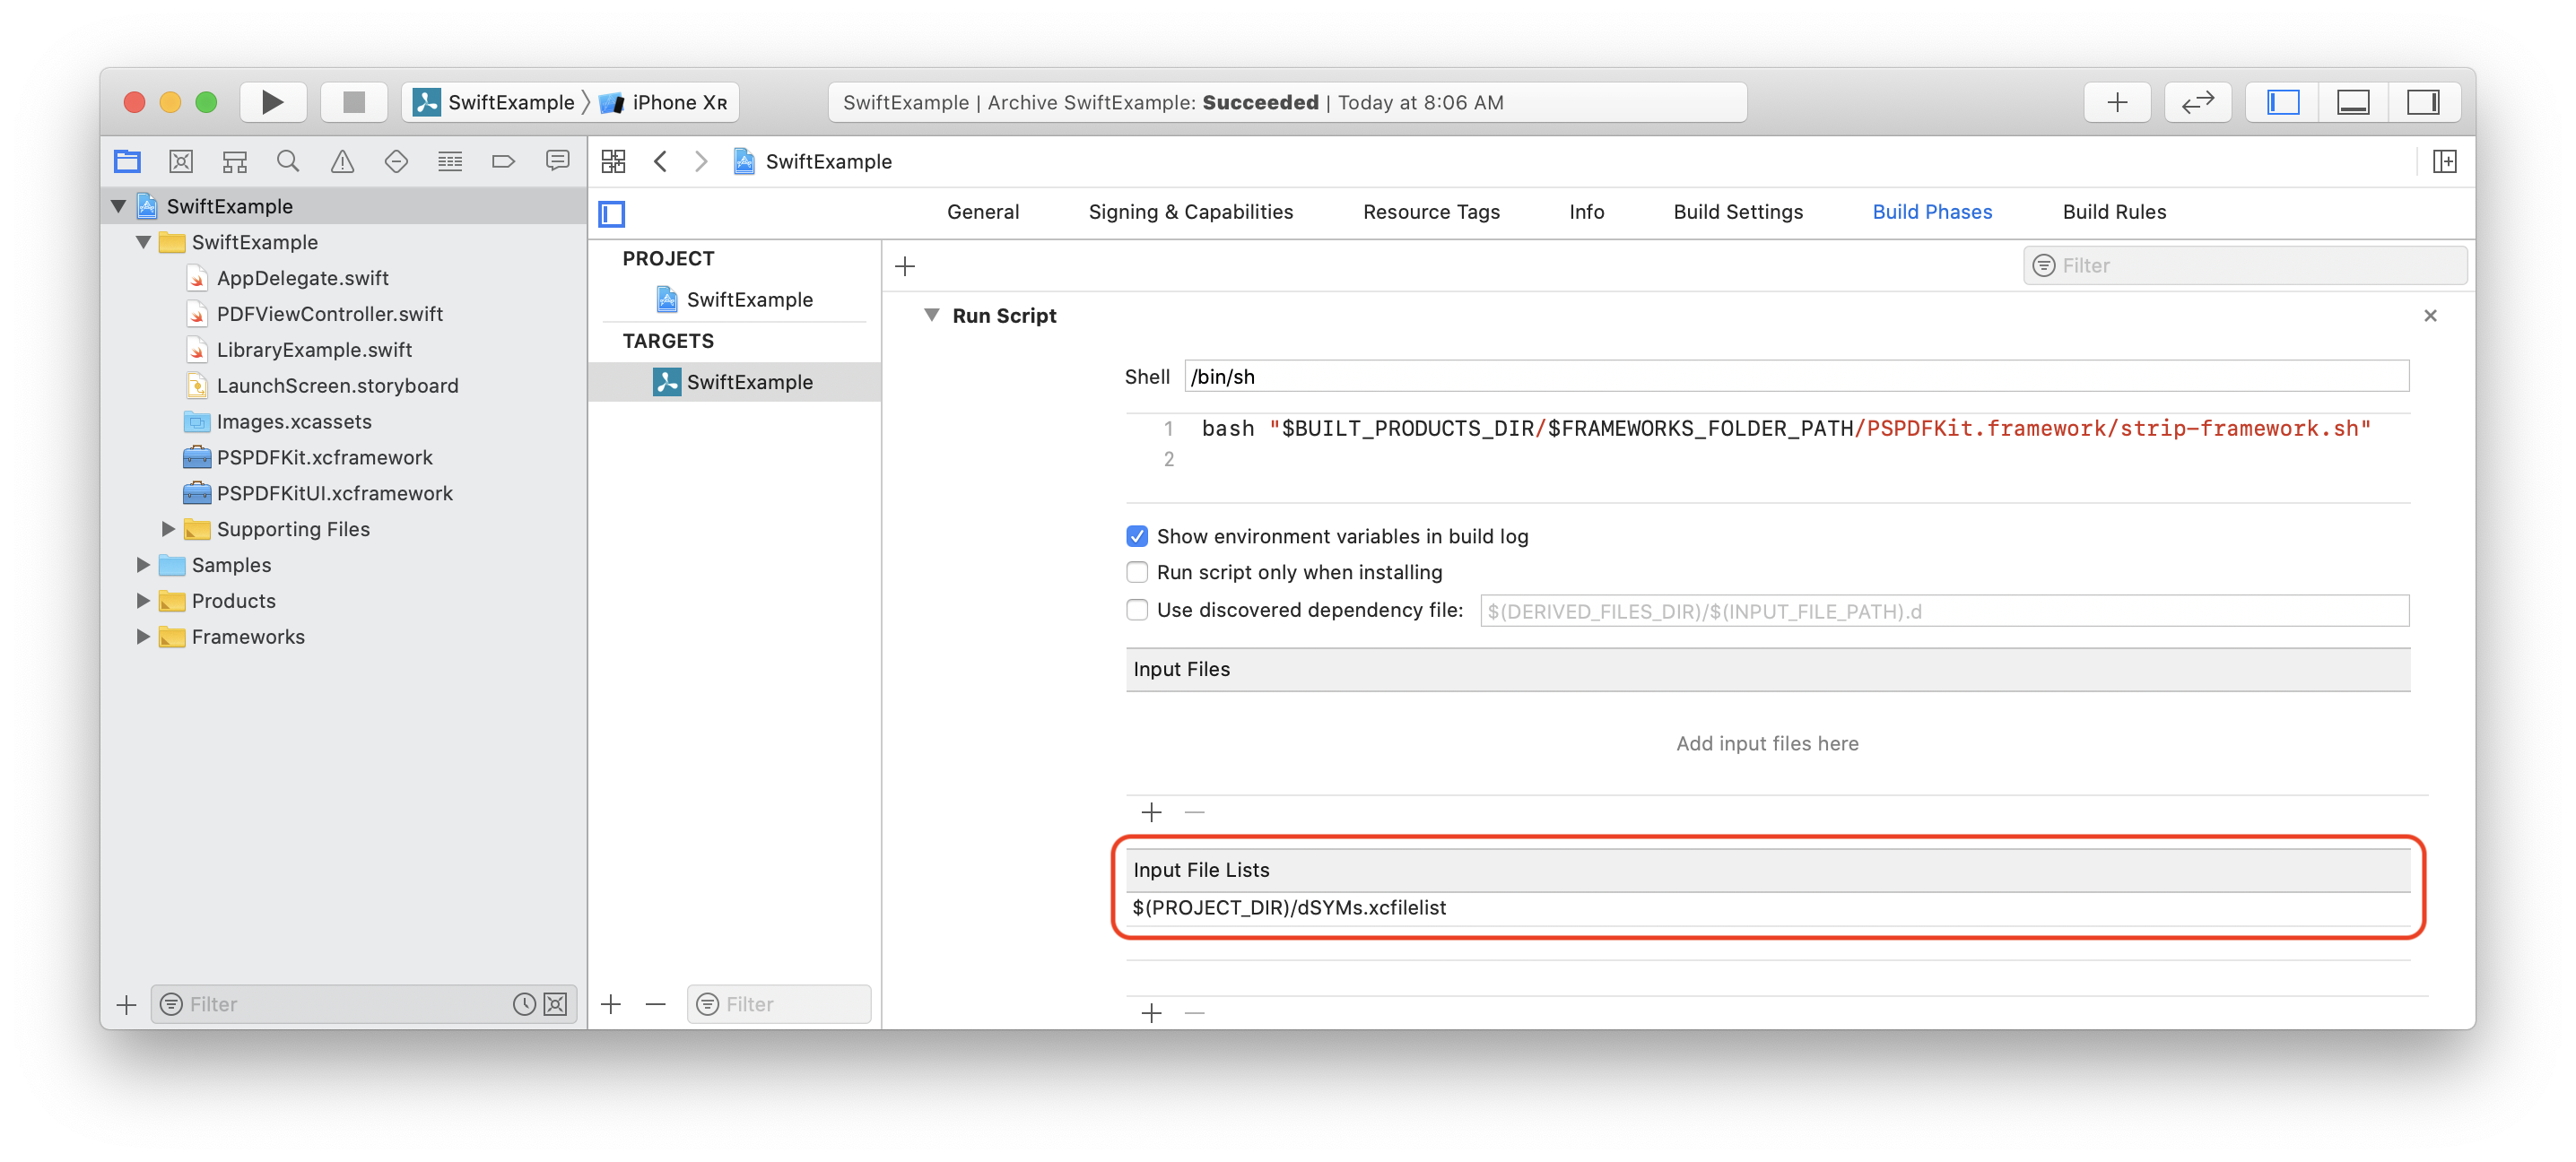 SwiftExample 〉 iPhone Xʀ
SwiftExample | Archive SwiftExample: Succeeded | Today at 8:06 AM
SwiftExample
SwiftExample
AppDelegate.swift
PDFViewController.swift
LibraryExample.swift
LaunchScreen.storyboard
Images.xcassets
PSPDFKit.xcframework
PSPDFKitUI.xcframework
Supporting Files
Samples
Products
Frameworks
Filter
SwiftExample
General Signing & Capabilities Resource Tags Info Build Settings Build Phases Build Rules
PROJECT
SwiftExample
TARGETS
SwiftExample
Filter
Filter
Run Script
Shell /bin/sh
1 bash "$BUILT_PRODUCTS_DIR/$FRAMEWORKS_FOLDER_PATH/PSPDFKit.framework/strip-framework.sh"
2
Show environment variables in build log
Run script only when installing
Use discovered dependency file: $(DERIVED_FILES_DIR)/$(INPUT_FILE_PATH).d
Input Files
Add input files here
Input File Lists
$(PROJECT_DIR)/dSYMs.xcfilelist